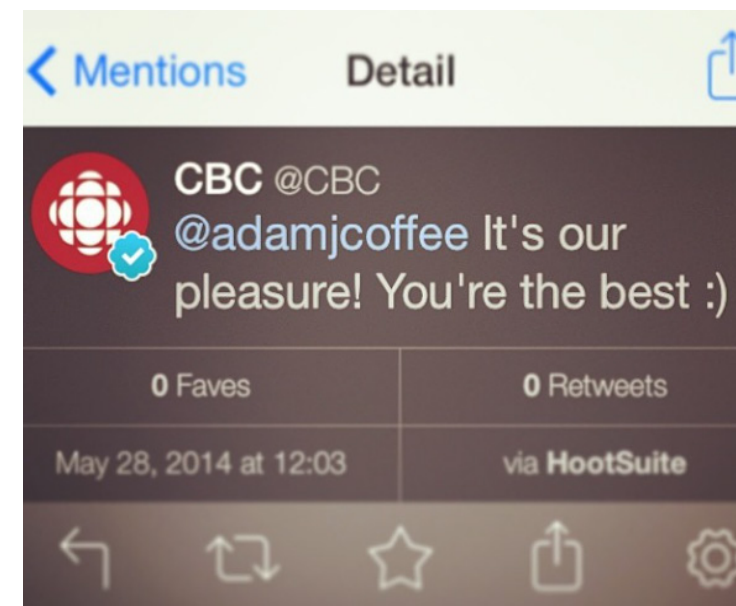 Mentions Detail
CBC @CBC
@adamjcoffee It's our
pleasure! You're the best :)
0 Faves 0 Retweets
May 28, 2014 at 12:03 via HootSuite